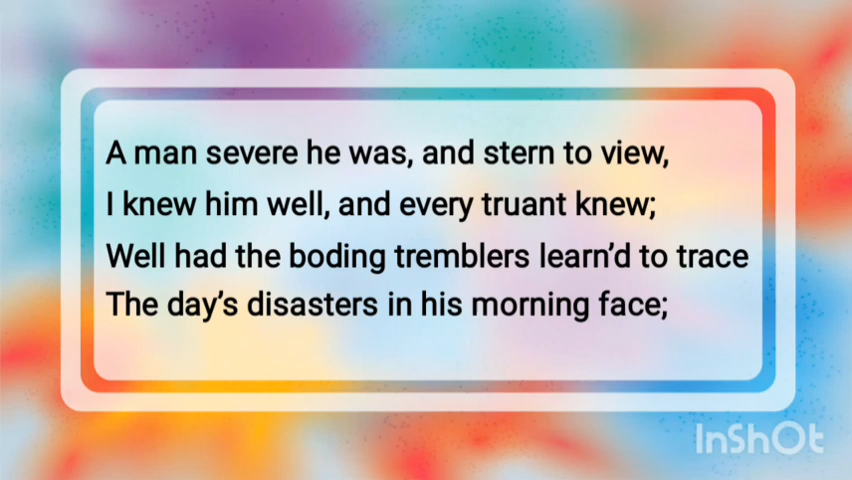 A man severe he was, and stern to view,
I knew him well, and every truant knew;
Well had the boding tremblers learn’d to trace
The day’s disasters in his morning face;
InShOt